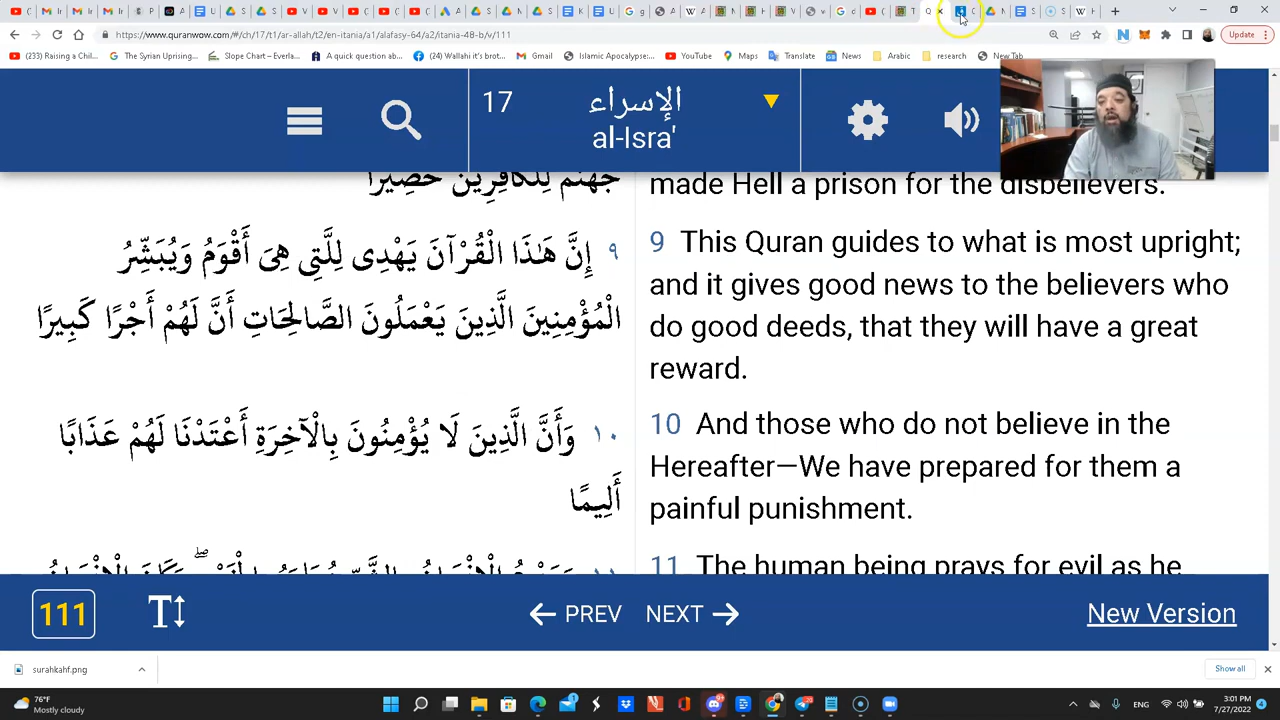 https://www.quranwow.com/#/ch/t1/ar-allah/t2/en-itania/a1/alafasy-64/a2/itania-48-b/v/111
Update
(233) Raising a Chil...
The Syrian Uprising...
Slope Chart – Everla...
A quick question ab...
(24) Wallahi it's brot...
Gmail
Islamic Apocalypse:...
YouTube
Maps
Translate
News
Arabic
research
New Tab
17
الإسراء
al-Isra'
جَهَنَّمَ لِلْكَافِرِينَ حَصِيرًا
made Hell a prison for the disbelievers.
٩ إِنَّ هَـٰذَا الْقُرْآنَ يَهْدِى لِلَّتِى هِىَ أَقْوَمُ وَيُبَشِّرُ
الْمُؤْمِنِينَ الَّذِينَ يَعْمَلُونَ الصَّالِحَاتِ أَنَّ لَهُمْ أَجْرًا كَبِيرًا
9 This Quran guides to what is most upright;
and it gives good news to the believers who
do good deeds, that they will have a great
reward.
١٠ وَأَنَّ الَّذِينَ لَا يُؤْمِنُونَ بِالْآخِرَةِ أَعْتَدْنَا لَهُمْ عَذَابًا
أَلِيمًا
10 And those who do not believe in the
Hereafter—We have prepared for them a
painful punishment.
11 The human being prays for evil as he
111
T
PREV
NEXT
New Version
surahkahf.png
Show all
76°F
Mostly cloudy
ENG
3:01 PM
7/27/2022